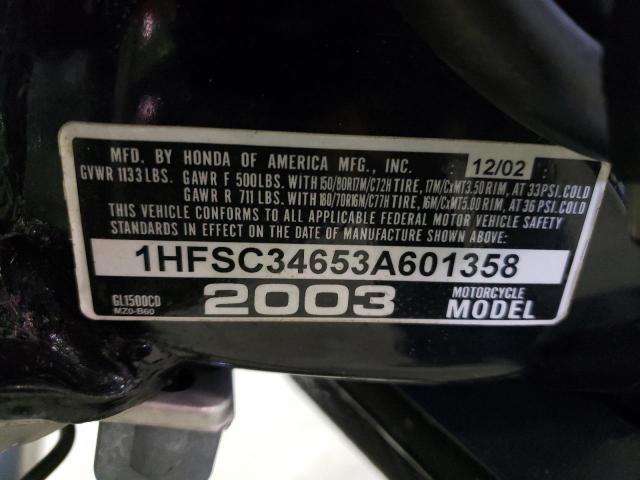 MFD. BY HONDA OF AMERICA MFG., INC. 12/02
GVWR 1133 LBS. GAWR F 500LBS. WITH 150/80R17M/C72H TIRE, 17M/CxMT3.50 RIM, AT 33 PSI. COLD
GAWR R 711 LBS. WITH 180/70R16M/C77H TIRE, 16M/CxMT5.00 RIM, AT 36 PSI. COLD
THIS VEHICLE CONFORMS TO ALL APPLICABLE FEDERAL MOTOR VEHICLE SAFETY
STANDARDS IN EFFECT ON THE DATE OF MANUFACTURE SHOWN ABOVE:
1HFSC34653A601358
GL1500CD 2003 MOTORCYCLE
MZ0-B60 MODEL